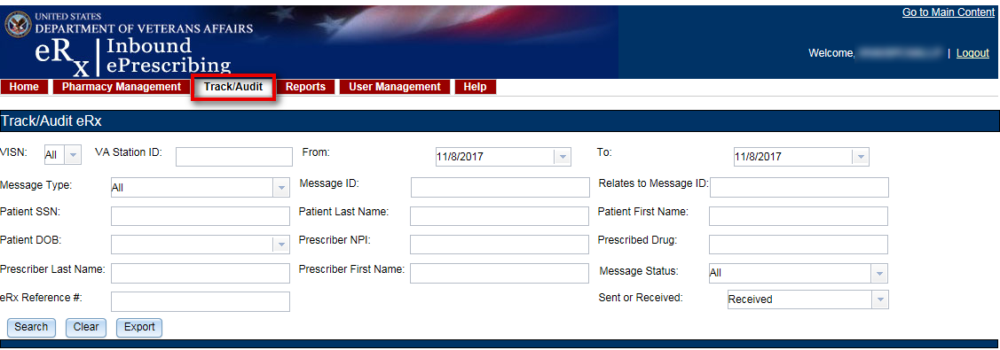 Go to Main Content
UNITED STATES
DEPARTMENT OF VETERANS AFFAIRS
eRx Inbound
ePrescribing
Welcome, | Logout
Home Pharmacy Management Track/Audit Reports User Management Help
Track/Audit eRx
VISN: All VA Station ID: From: 11/8/2017 To: 11/8/2017
Message Type: All Message ID: Relates to Message ID:
Patient SSN: Patient Last Name: Patient First Name:
Patient DOB: Prescriber NPI: Prescribed Drug:
Prescriber Last Name: Prescriber First Name: Message Status: All
eRx Reference #: Sent or Received: Received
Search Clear Export